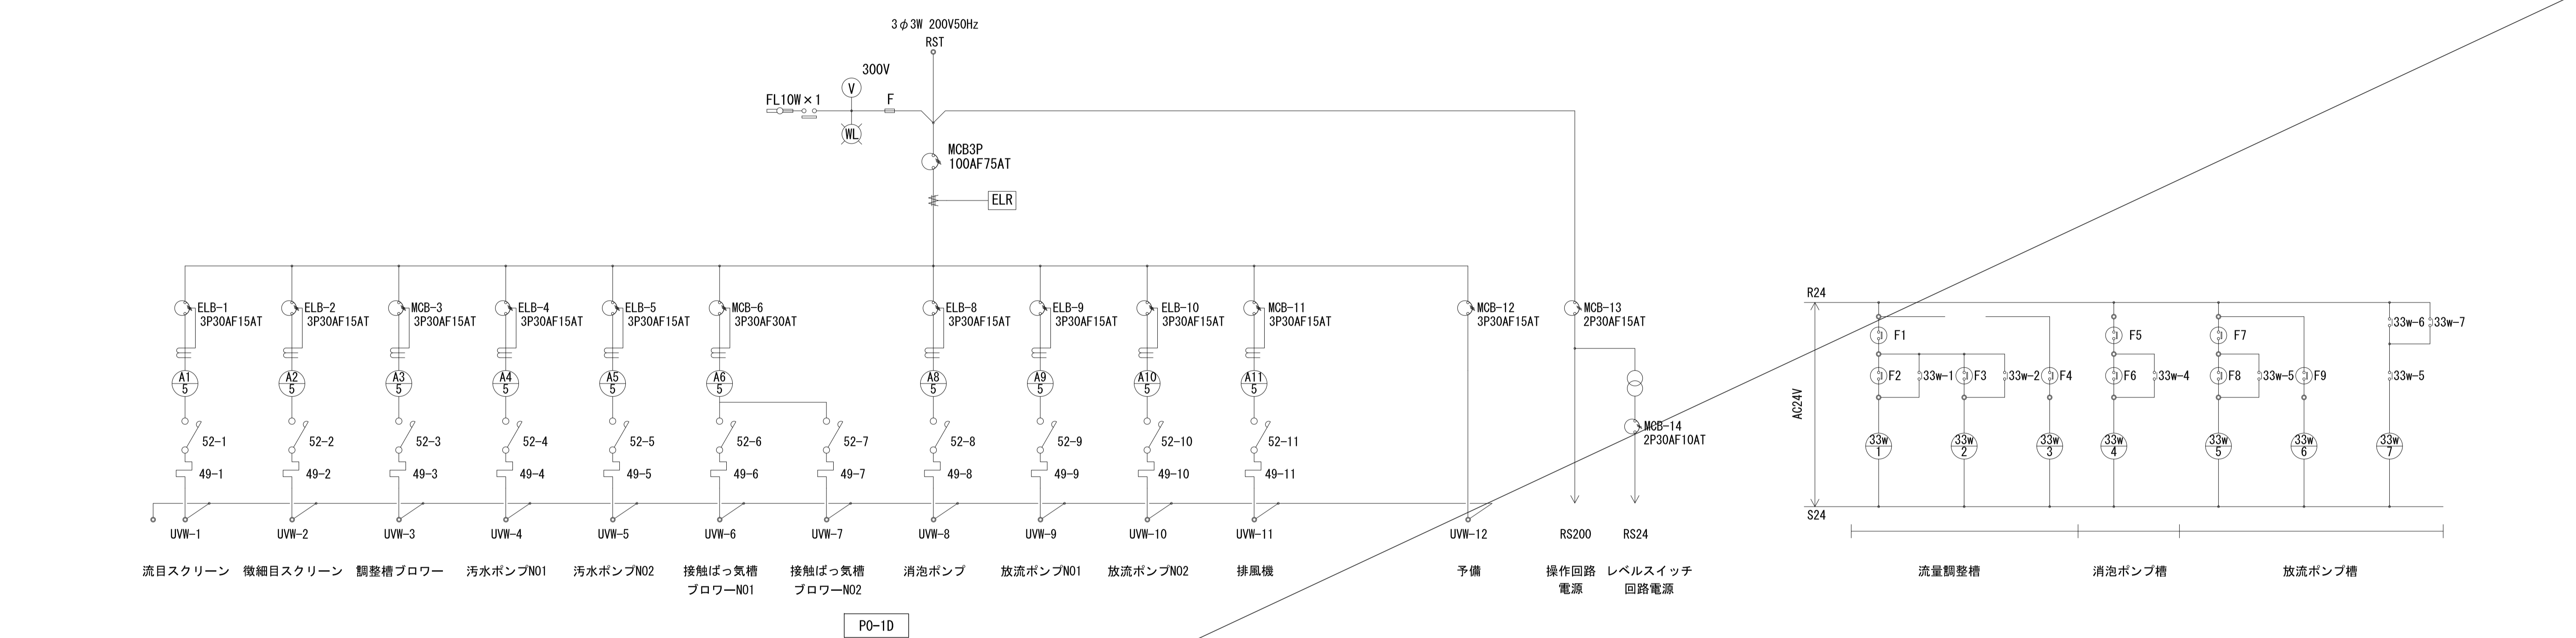 3φ3W 200V50Hz
RST
300V
V
FL10W×1
F
WL
MCB3P
100AF75AT
ELR
ELB-1
3P30AF15AT
ELB-2
3P30AF15AT
MCB-3
3P30AF15AT
ELB-4
3P30AF15AT
ELB-5
3P30AF15AT
MCB-6
3P30AF30AT
ELB-8
3P30AF15AT
ELB-9
3P30AF15AT
ELB-10
3P30AF15AT
MCB-11
3P30AF15AT
MCB-12
3P30AF15AT
MCB-13
2P30AF15AT
A1
5
A2
5
A3
5
A4
5
A5
5
A6
5
A8
5
A9
5
A10
5
A11
5
MCB-14
2P30AF10AT
52-1
52-2
52-3
52-4
52-5
52-6
52-7
52-8
52-9
52-10
52-11
49-1
49-2
49-3
49-4
49-5
49-6
49-7
49-8
49-9
49-10
49-11
UVW-1
UVW-2
UVW-3
UVW-4
UVW-5
UVW-6
UVW-7
UVW-8
UVW-9
UVW-10
UVW-11
UVW-12
RS200
RS24
流目スクリーン
微細目スクリーン
調整槽ブロワー
汚水ポンプNO1
汚水ポンプNO2
接触ばっ気槽
ブロワーNO1
接触ばっ気槽
ブロワーNO2
消泡ポンプ
放流ポンプNO1
放流ポンプNO2
排風機
予備
操作回路
電源
レベルスイッチ
回路電源
PO-1D
R24
AC24V
S24
F1
F5
F7
33w-6
33w-7
F2
33w-1
F3
33w-2
F4
F6
33w-4
F8
33w-5
F9
33w-5
33w
1
33w
2
33w
3
33w
4
33w
5
33w
6
33w
7
流量調整槽
消泡ポンプ槽
放流ポンプ槽